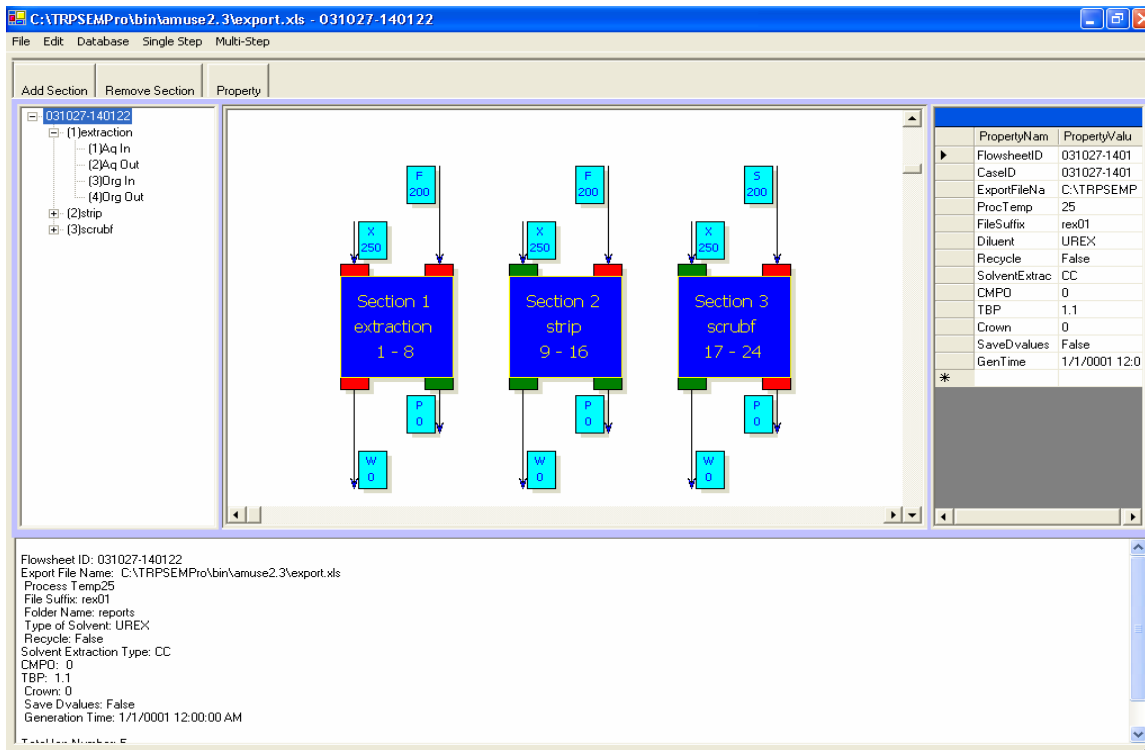 C:\TRPSEMPro\bin\amuse2.3\export.xls - 031027-140122
File Edit Database Single Step Multi-Step
Add Section Remove Section Property
031027-140122
(1)extraction
(1)Aq In
(2)Aq Out
(3)Org In
(4)Org Out
(2)strip
(3)scrubf
F
200
F
200
S
200
X
250
X
250
X
250
Section 1
extraction
1 - 8
Section 2
strip
9 - 16
Section 3
scrubf
17 - 24
P
0
P
0
P
0
W
0
W
0
W
0
PropertyNam PropertyValu
FlowsheetID 031027-1401
CaseID 031027-1401
ExportFileNa C:\TRPSEMP
ProcTemp 25
FileSuffix rex01
Diluent UREX
Recycle False
SolventExtrac CC
CMPO 0
TBP 1.1
Crown 0
SaveDvalues False
GenTime 1/1/0001 12:0
Flowsheet ID: 031027-140122
Export File Name: C:\TRPSEMPro\bin\amuse2.3\export.xls
Process Temp25
File Suffix: rex01
Folder Name: reports
Type of Solvent: UREX
Recycle: False
Solvent Extraction Type: CC
CMPO: 0
TBP: 1.1
Crown: 0
Save Dvalues: False
Generation Time: 1/1/0001 12:00:00 AM